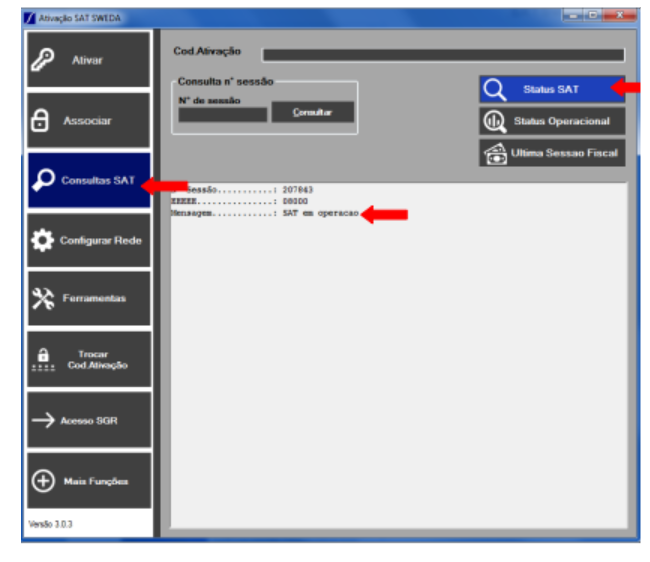 Ativação SAT SWEDA
Ativar
Associar
Consultas SAT
Configurar Rede
Ferramentas
Trocar
Cod.Ativação
Acesso SGR
Mais Funções
Versão 3.0.3
Cod.Ativação
Consulta n° sessão
N° de sessão
Consultar
Status SAT
Status Operacional
Ultima Sessao Fiscal
Sessão..........: 207843
EEEEE.............: 08000
Mensagem...........: SAT em operacao